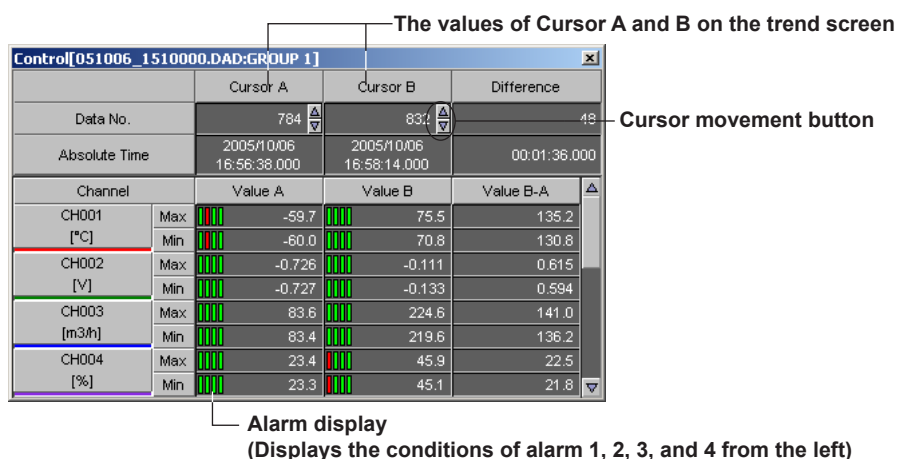 The values of Cursor A and B on the trend screen
Control[051006_1510000.DAD:GROUP 1]
Cursor A Cursor B Difference
Data No. 784 832 48
Cursor movement button
Absolute Time 2005/10/06 16:56:38.000 2005/10/06 16:58:14.000 00:01:36.000
Channel Value A Value B Value B-A
CH001 [°C] Max -59.7 75.5 135.2
Min -60.0 70.8 130.8
CH002 [V] Max -0.726 -0.111 0.615
Min -0.727 -0.133 0.594
CH003 [m3/h] Max 83.6 224.6 141.0
Min 83.4 219.6 136.2
CH004 [%] Max 23.4 45.9 22.5
Min 23.3 45.1 21.8
Alarm display
(Displays the conditions of alarm 1, 2, 3, and 4 from the left)